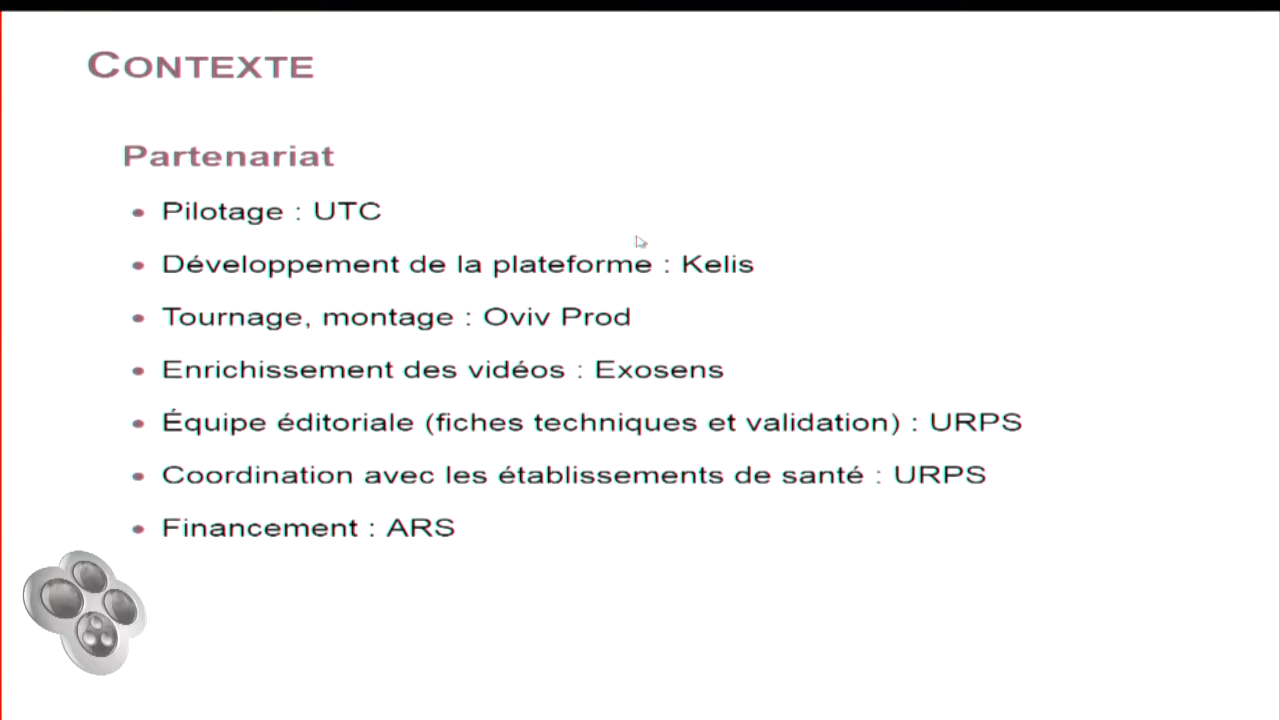 CONTEXTE
Partenariat
• Pilotage : UTC
• Développement de la plateforme : Kelis
• Tournage, montage : Oviv Prod
• Enrichissement des vidéos : Exosens
• Équipe éditoriale (fiches techniques et validation) : URPS
• Coordination avec les établissements de santé : URPS
• Financement : ARS